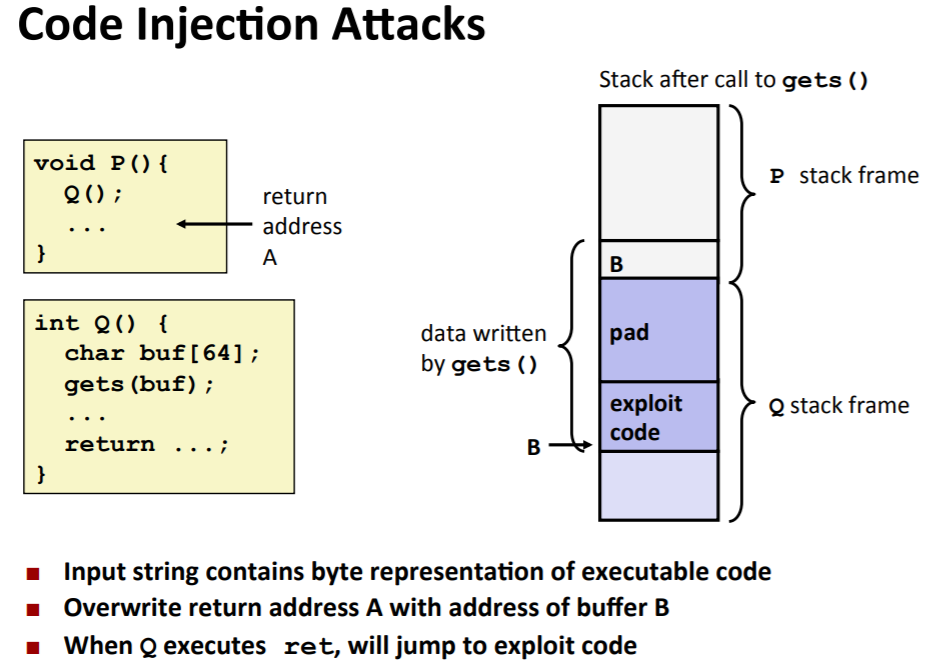 Code Injection Attacks
Stack after call to gets()
void P(){
Q();
...
}
return
address
A
int Q() {
char buf[64];
gets(buf);
...
return ...;
}
P stack frame
B
data written
by gets()
pad
exploit
code
B
Q stack frame
Input string contains byte representation of executable code
Overwrite return address A with address of buffer B
When Q executes ret, will jump to exploit code